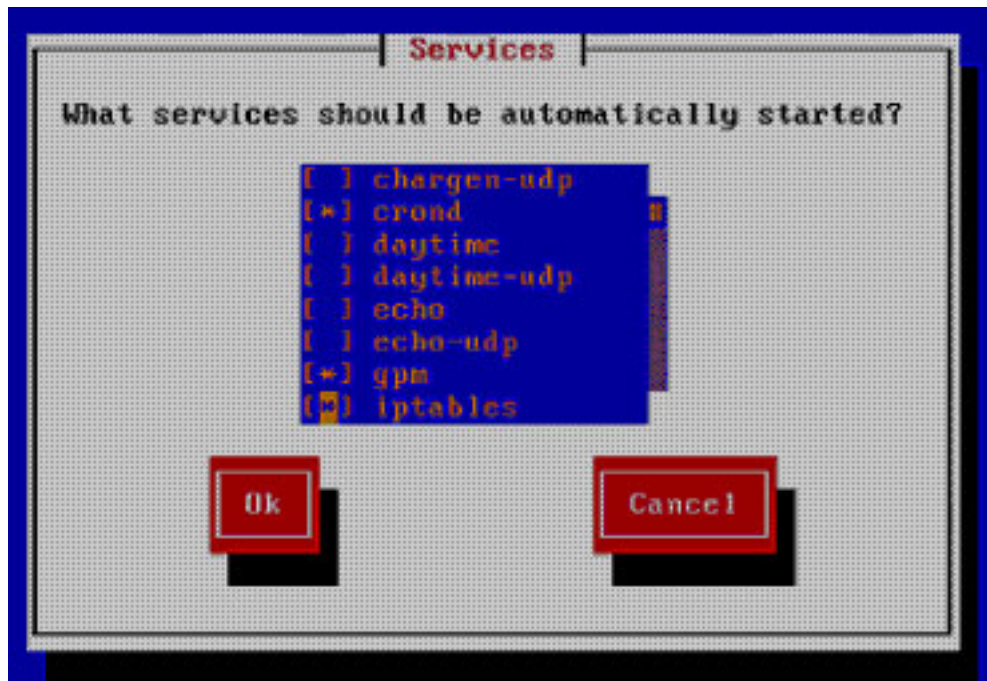 Services
What services should be automatically started?
[ ] chargen-udp
[*] crond
[ ] daytime
[ ] daytime-udp
[ ] echo
[ ] echo-udp
[*] gpm
[*] iptables
Ok Cancel